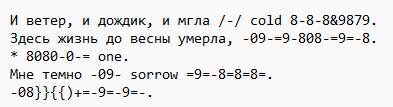 И ветер, и дождик, и мгла /-/ cold 8-8-8&9879.
Здесь жизнь до весны умерла, -09-=9-808-=9=-8.
* 8080-0-= one.
Мне темно -09- sorrow =9=-8=8=8=.
-08}}{{)+=-9=-9=-.